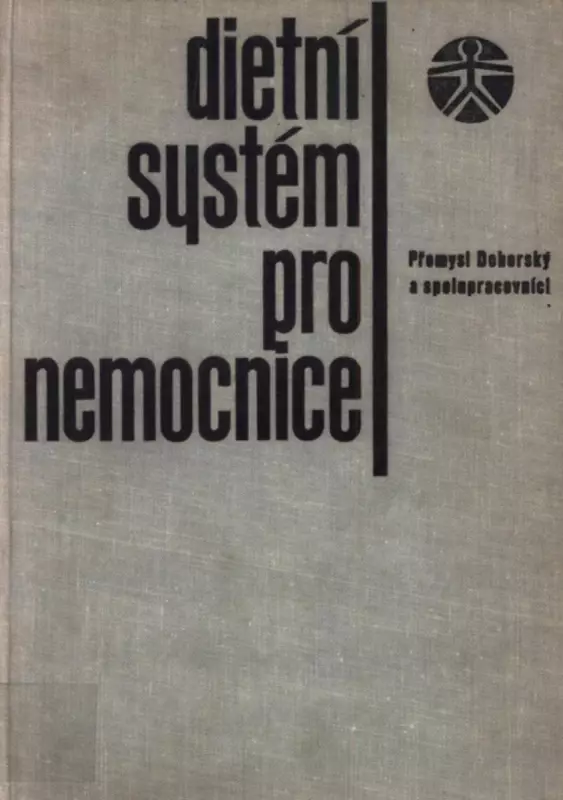 dietní
systém
pro
nemocnice
Přemysl Doberský
a spolupracovníci